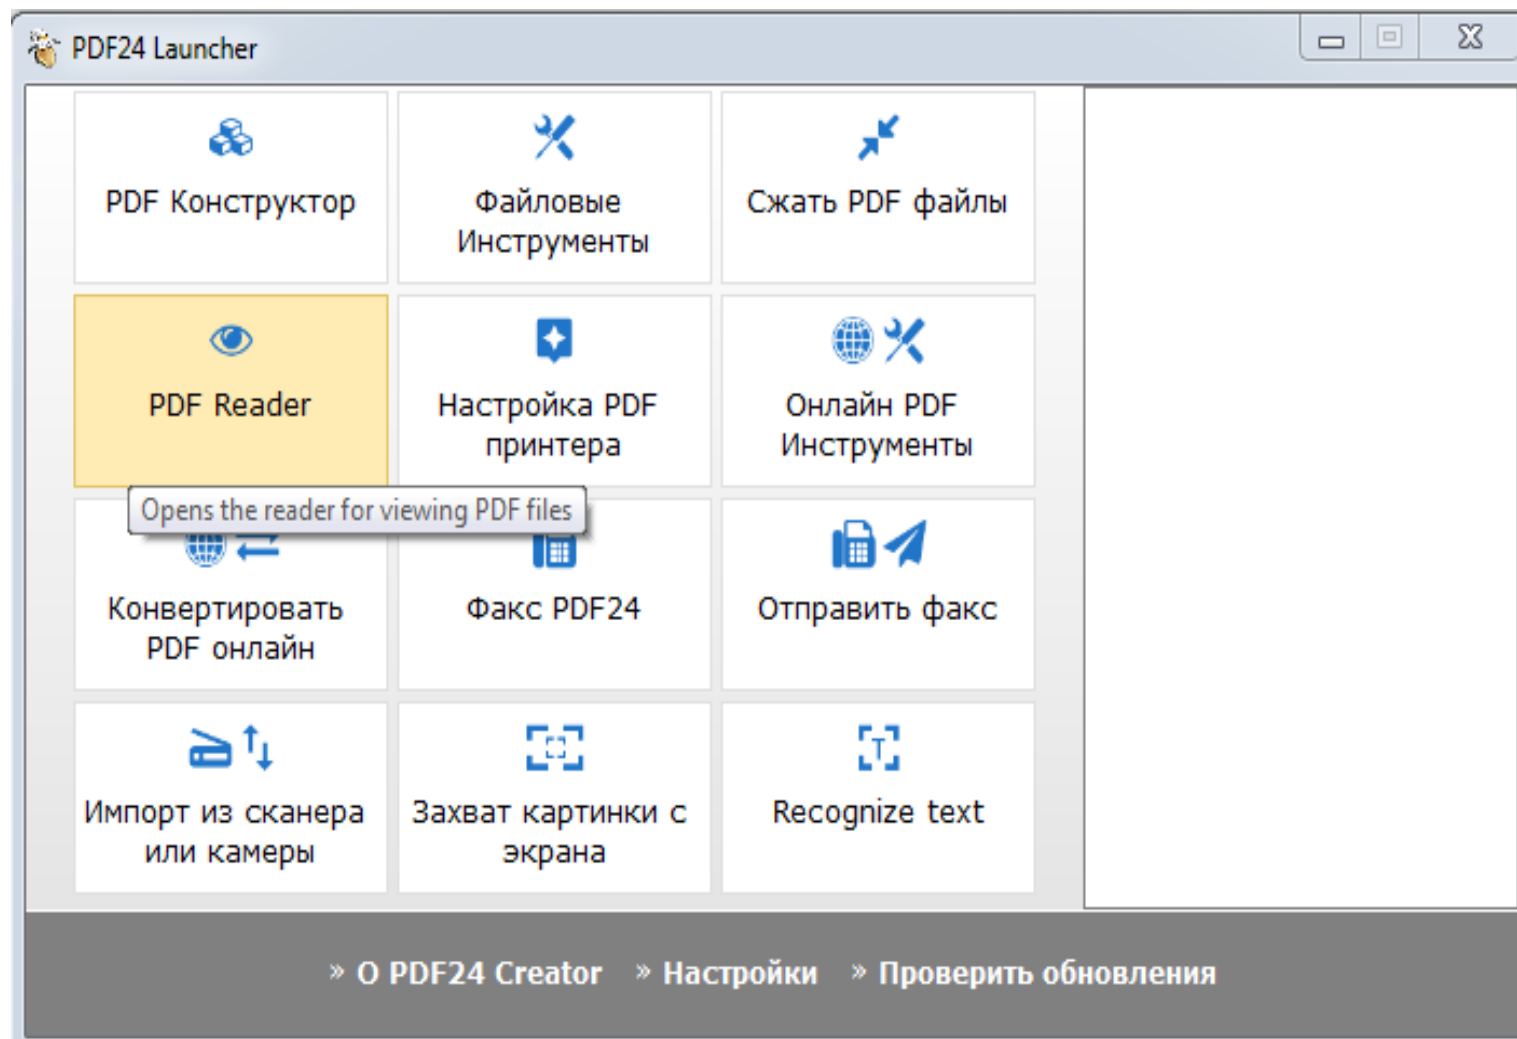 PDF24 Launcher
PDF Конструктор
Файловые
Инструменты
Сжать PDF файлы
PDF Reader
Настройка PDF
принтера
Онлайн PDF
Инструменты
Opens the reader for viewing PDF files
Конвертировать
PDF онлайн
Факс PDF24
Отправить факс
Импорт из сканера
или камеры
Захват картинки с
экрана
Recognize text
» О PDF24 Creator » Настройки » Проверить обновления